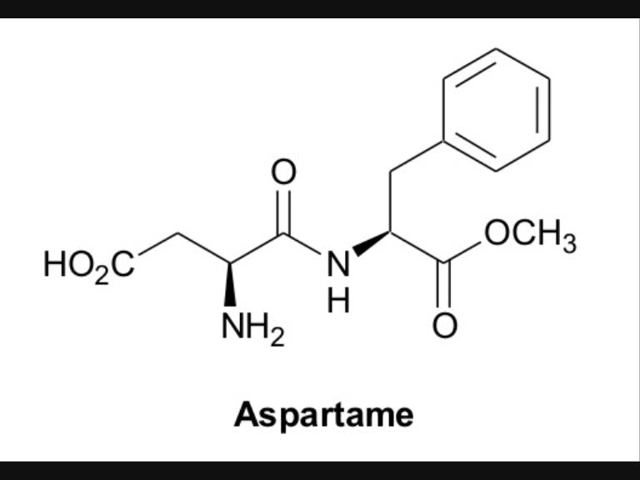 O
OCH₃
HO₂C
N
H
NH₂
O
Aspartame